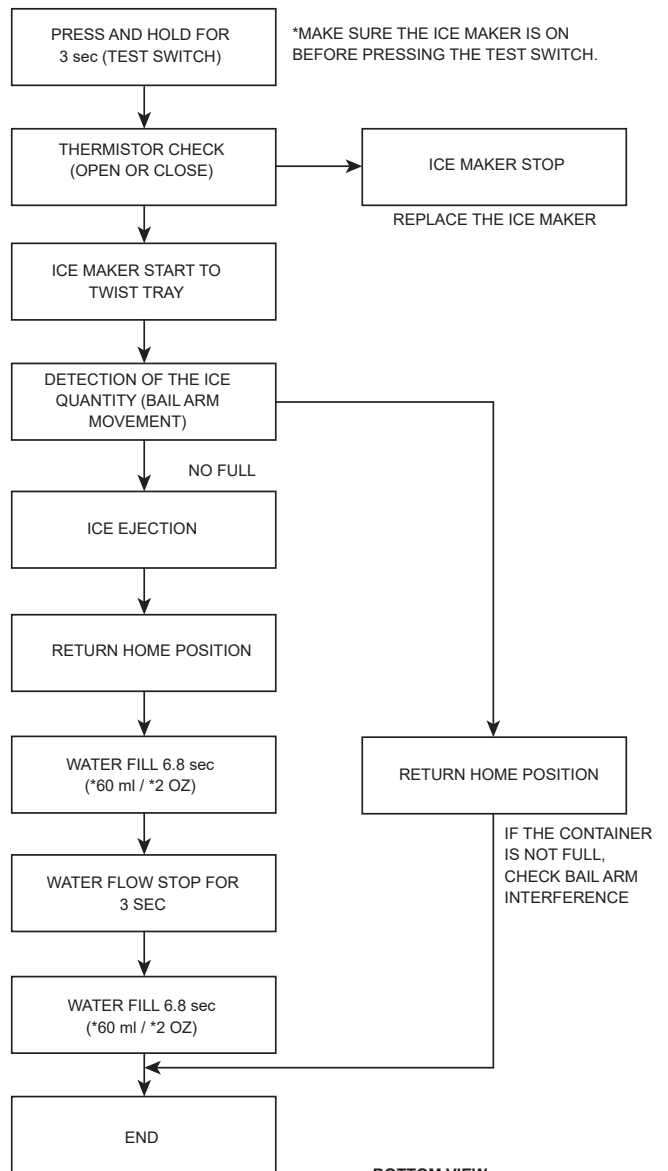 PRESS AND HOLD FOR
3 sec (TEST SWITCH)
*MAKE SURE THE ICE MAKER IS ON
BEFORE PRESSING THE TEST SWITCH.
THERMISTOR CHECK
(OPEN OR CLOSE)
ICE MAKER STOP
REPLACE THE ICE MAKER
ICE MAKER START TO
TWIST TRAY
DETECTION OF THE ICE
QUANTITY (BAIL ARM
MOVEMENT)
NO FULL
ICE EJECTION
RETURN HOME POSITION
WATER FILL 6.8 sec
(*60 ml / *2 OZ)
RETURN HOME POSITION
IF THE CONTAINER
IS NOT FULL,
CHECK BAIL ARM
INTERFERENCE
WATER FLOW STOP FOR
3 SEC
WATER FILL 6.8 sec
(*60 ml / *2 OZ)
END
BOTTOM VIEW